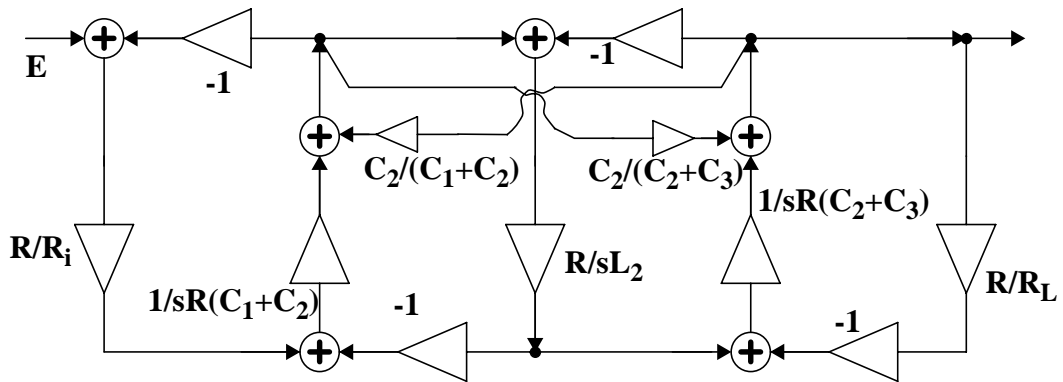 E
-1
-1
C₂/(C₁+C₂)
C₂/(C₂+C₃)
1/sR(C₂+C₃)
R/Rᵢ
R/sL₂
R/R_L
1/sR(C₁+C₂)
-1
-1